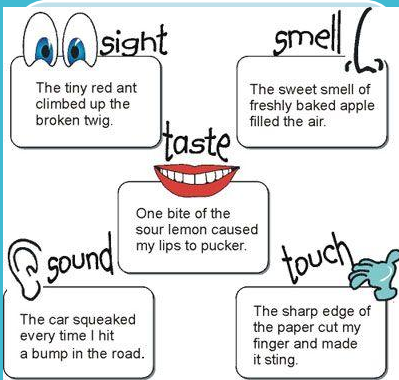 sight
The tiny red ant
climbed up the
broken twig.
smell
The sweet smell of
freshly baked apple
filled the air.
taste
One bite of the
sour lemon caused
my lips to pucker.
sound
The car squeaked
every time I hit
a bump in the road.
touch
The sharp edge of
the paper cut my
finger and made
it sting.